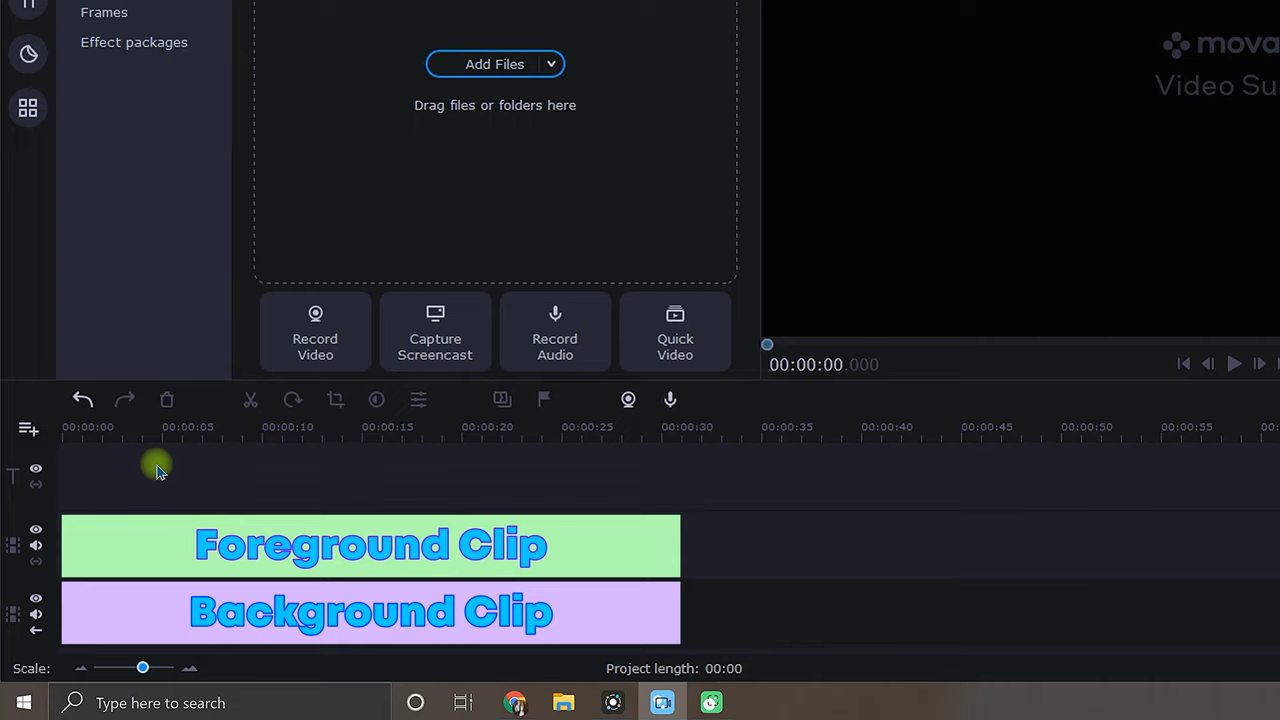 Frames
Effect packages
Add Files
Drag files or folders here
mova
Video Su
Record
Video
Capture
Screencast
Record
Audio
Quick
Video
00:00:00.000
00:00:00 00:00:05 00:00:10 00:00:15 00:00:20 00:00:25 00:00:30 00:00:35 00:00:40 00:00:45 00:00:50 00:00:55 00:
Foreground Clip
Background Clip
Scale:
Project length: 00:00
Type here to search